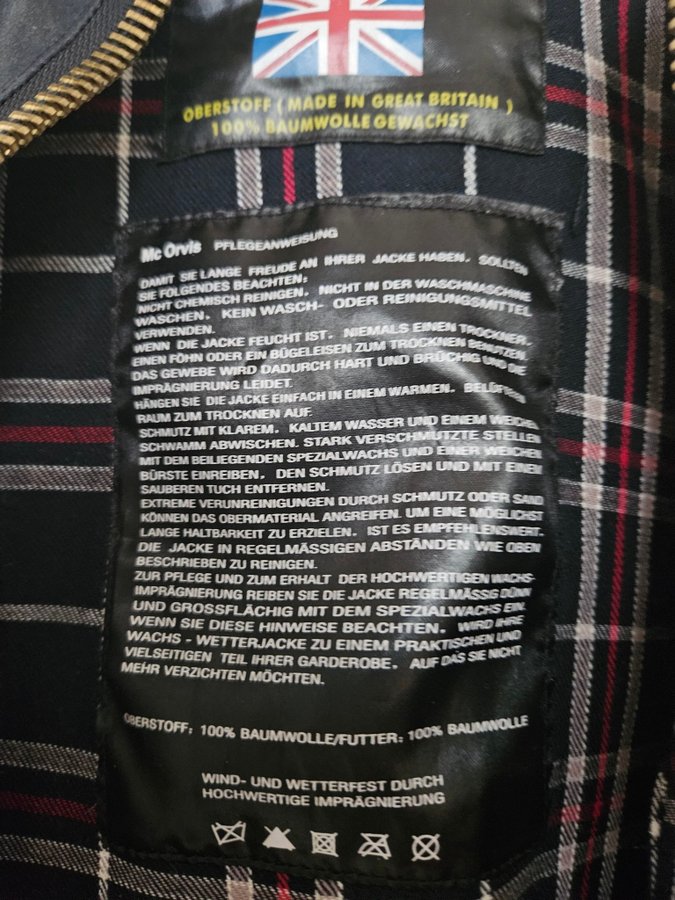 OBERSTOFF ( MADE IN GREAT BRITAIN )
100% BAUMWOLLE GEWACHST
Mc Orvis PFLEGEANWEISUNG
DAMIT SIE LANGE FREUDE AN IHRER JACKE HABEN, SOLLTEN
SIE FOLGENDES BEACHTEN:
NICHT CHEMISCH REINIGEN, NICHT IN DER WASCHMASCHINE
WASCHEN, KEIN WASCH- ODER REINIGUNGSMITTEL
VERWENDEN.
WENN DIE JACKE FEUCHT IST, NIEMALS EINEN TROCKNER,
EINEN FÖHN ODER EIN BÜGELEISEN ZUM TROCKNEN BENUTZEN,
DAS GEWEBE WIRD DADURCH HART UND BRÜCHIG UND DIE
IMPRÄGNIERUNG LEIDET.
HÄNGEN SIE DIE JACKE EINFACH IN EINEM WARMEN, BELÜFTETEN
RAUM ZUM TROCKNEN AUF.
SCHMUTZ MIT KLAREM, KALTEM WASSER UND EINEM WEICHEN
SCHWAMM ABWISCHEN. STARK VERSCHMUTZTE STELLEN
MIT DEM BEILIEGENDEN SPEZIALWACHS UND EINER WEICHEN
BÜRSTE EINREIBEN, DEN SCHMUTZ LÖSEN UND MIT EINEM
SAUBEREN TUCH ENTFERNEN.
EXTREME VERUNREINIGUNGEN DURCH SCHMUTZ ODER SAND
KÖNNEN DAS OBERMATERIAL ANGREIFEN. UM EINE MÖGLICHST
LANGE HALTBARKEIT ZU ERZIELEN, IST ES EMPFEHLENSWERT,
DIE JACKE IN REGELMÄSSIGEN ABSTÄNDEN WIE OBEN
BESCHRIEBEN ZU REINIGEN.
ZUR PFLEGE UND ZUM ERHALT DER HOCHWERTIGEN WACHS-
IMPRÄGNIERUNG REIBEN SIE DIE JACKE REGELMÄSSIG DÜNN
UND GROSSFLÄCHIG MIT DEM SPEZIALWACHS EIN.
WENN SIE DIESE HINWEISE BEACHTEN, WIRD IHRE
WACHS - WETTERJACKE ZU EINEM PRAKTISCHEN UND
VIELSEITIGEN TEIL IHRER GARDEROBE, AUF DAS SIE NICHT
MEHR VERZICHTEN MÖCHTEN.
OBERSTOFF: 100% BAUMWOLLE/FUTTER: 100% BAUMWOLLE
WIND- UND WETTERFEST DURCH
HOCHWERTIGE IMPRÄGNIERUNG